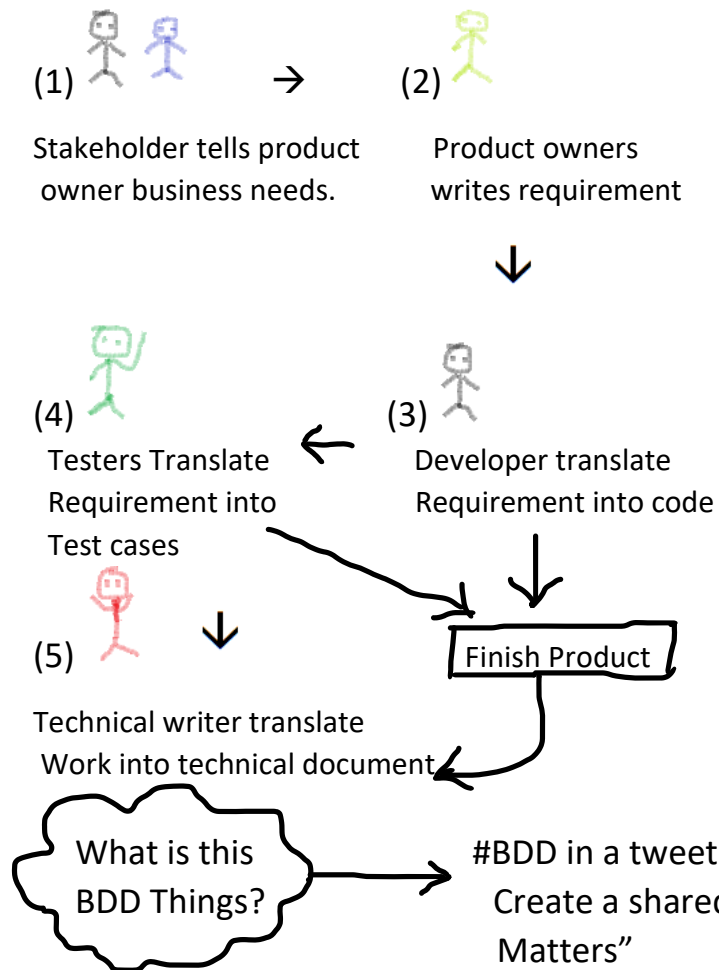 (1)
→
(2)
Stakeholder tells product
owner business needs.
Product owners
writes requirement
↓
(4)
(3)
←
Testers Translate
Requirement into
Test cases
Developer translate
Requirement into code
↓
(5)
Finish Product
Technical writer translate
Work into technical document
What is this
BDD Things?
#BDD in a tweet
Create a shared
Matters”